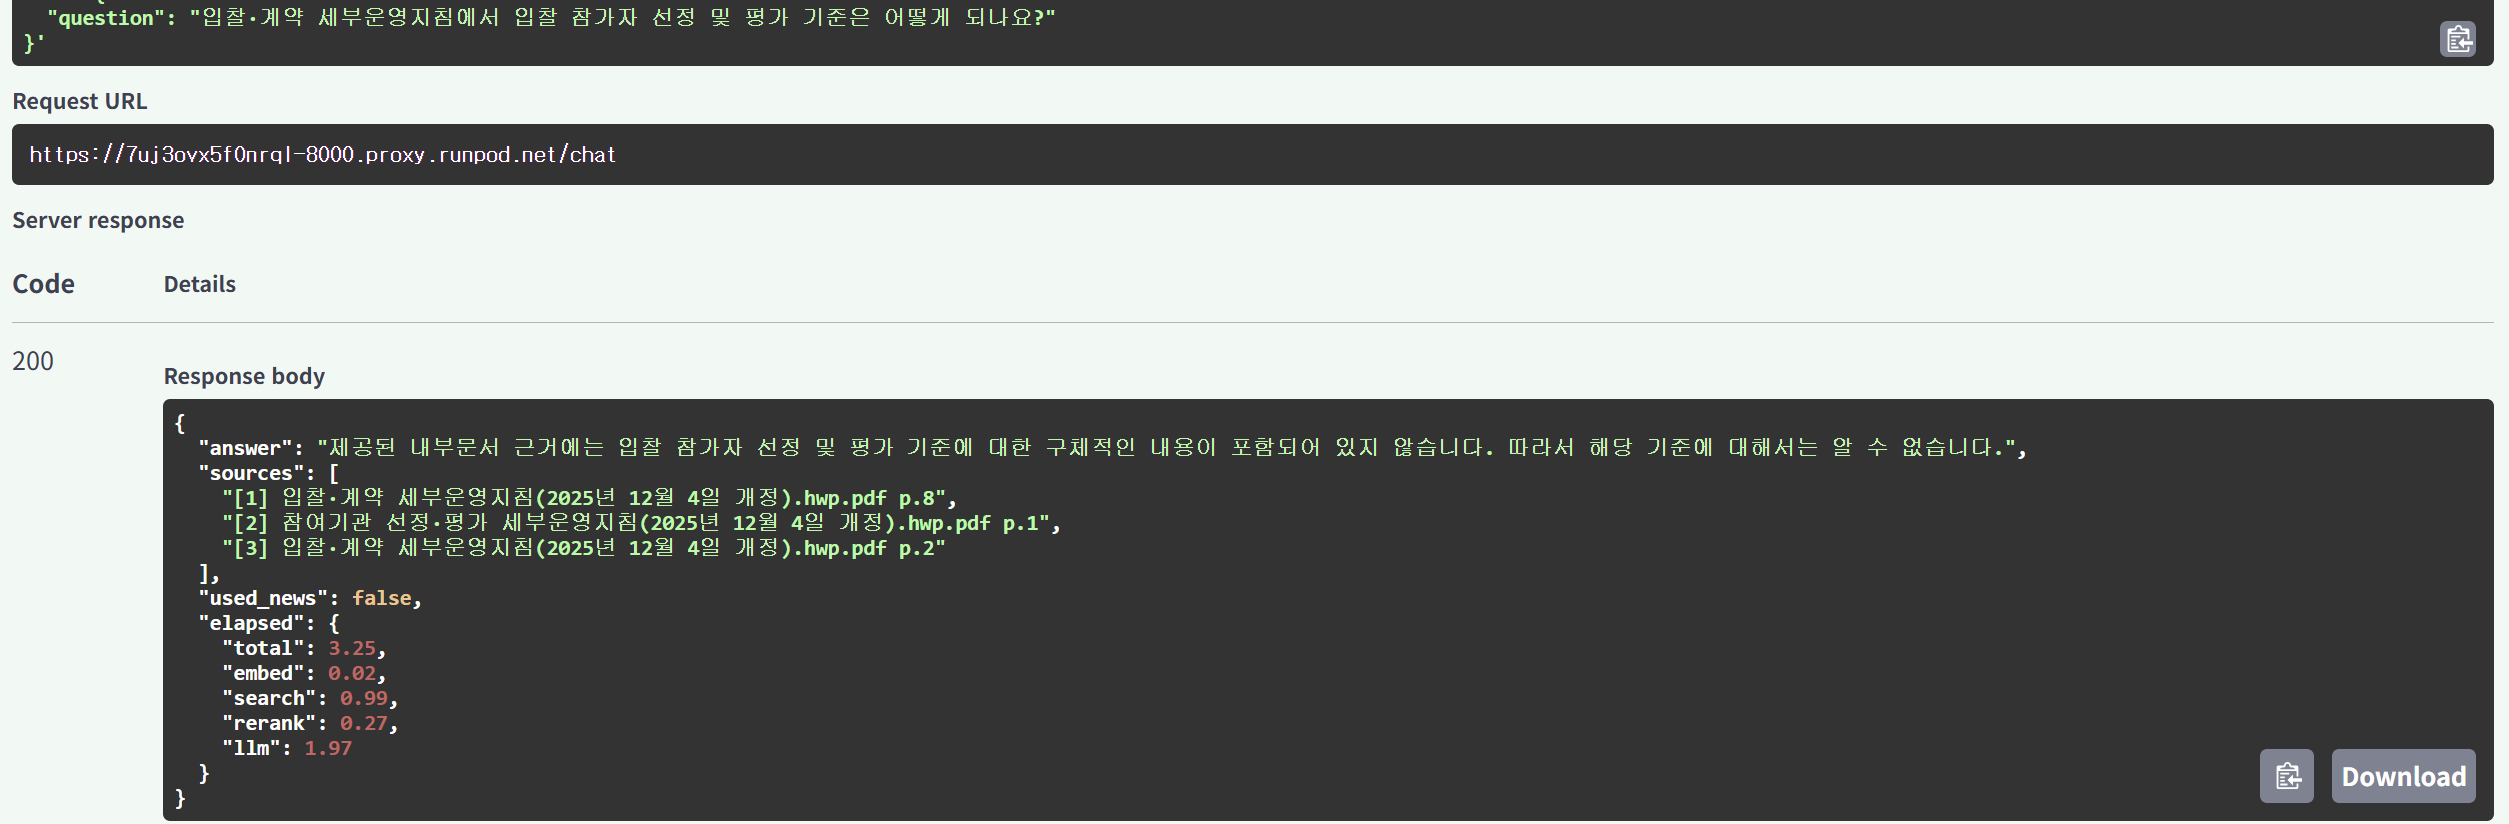 {
"question": "입찰·계약 세부운영지침에서 입찰 참가자 선정 및 평가 기준은 어떻게 되나요?"
}'
Request URL
https://7uj3ovx5f0nrql-8000.proxy.runpod.net/chat
Server response
Code Details
200
Response body
{
"answer": "제공된 내부문서 근거에는 입찰 참가자 선정 및 평가 기준에 대한 구체적인 내용이 포함되어 있지 않습니다. 따라서 해당 기준에 대해서는 알 수 없습니다.",
"sources": [
"[1] 입찰·계약 세부운영지침(2025년 12월 4일 개정).hwp.pdf p.8",
"[2] 참여기관 선정·평가 세부운영지침(2025년 12월 4일 개정).hwp.pdf p.1",
"[3] 입찰·계약 세부운영지침(2025년 12월 4일 개정).hwp.pdf p.2"
],
"used_news": false,
"elapsed": {
"total": 3.25,
"embed": 0.02,
"search": 0.99,
"rerank": 0.27,
"llm": 1.97
}
}
Download